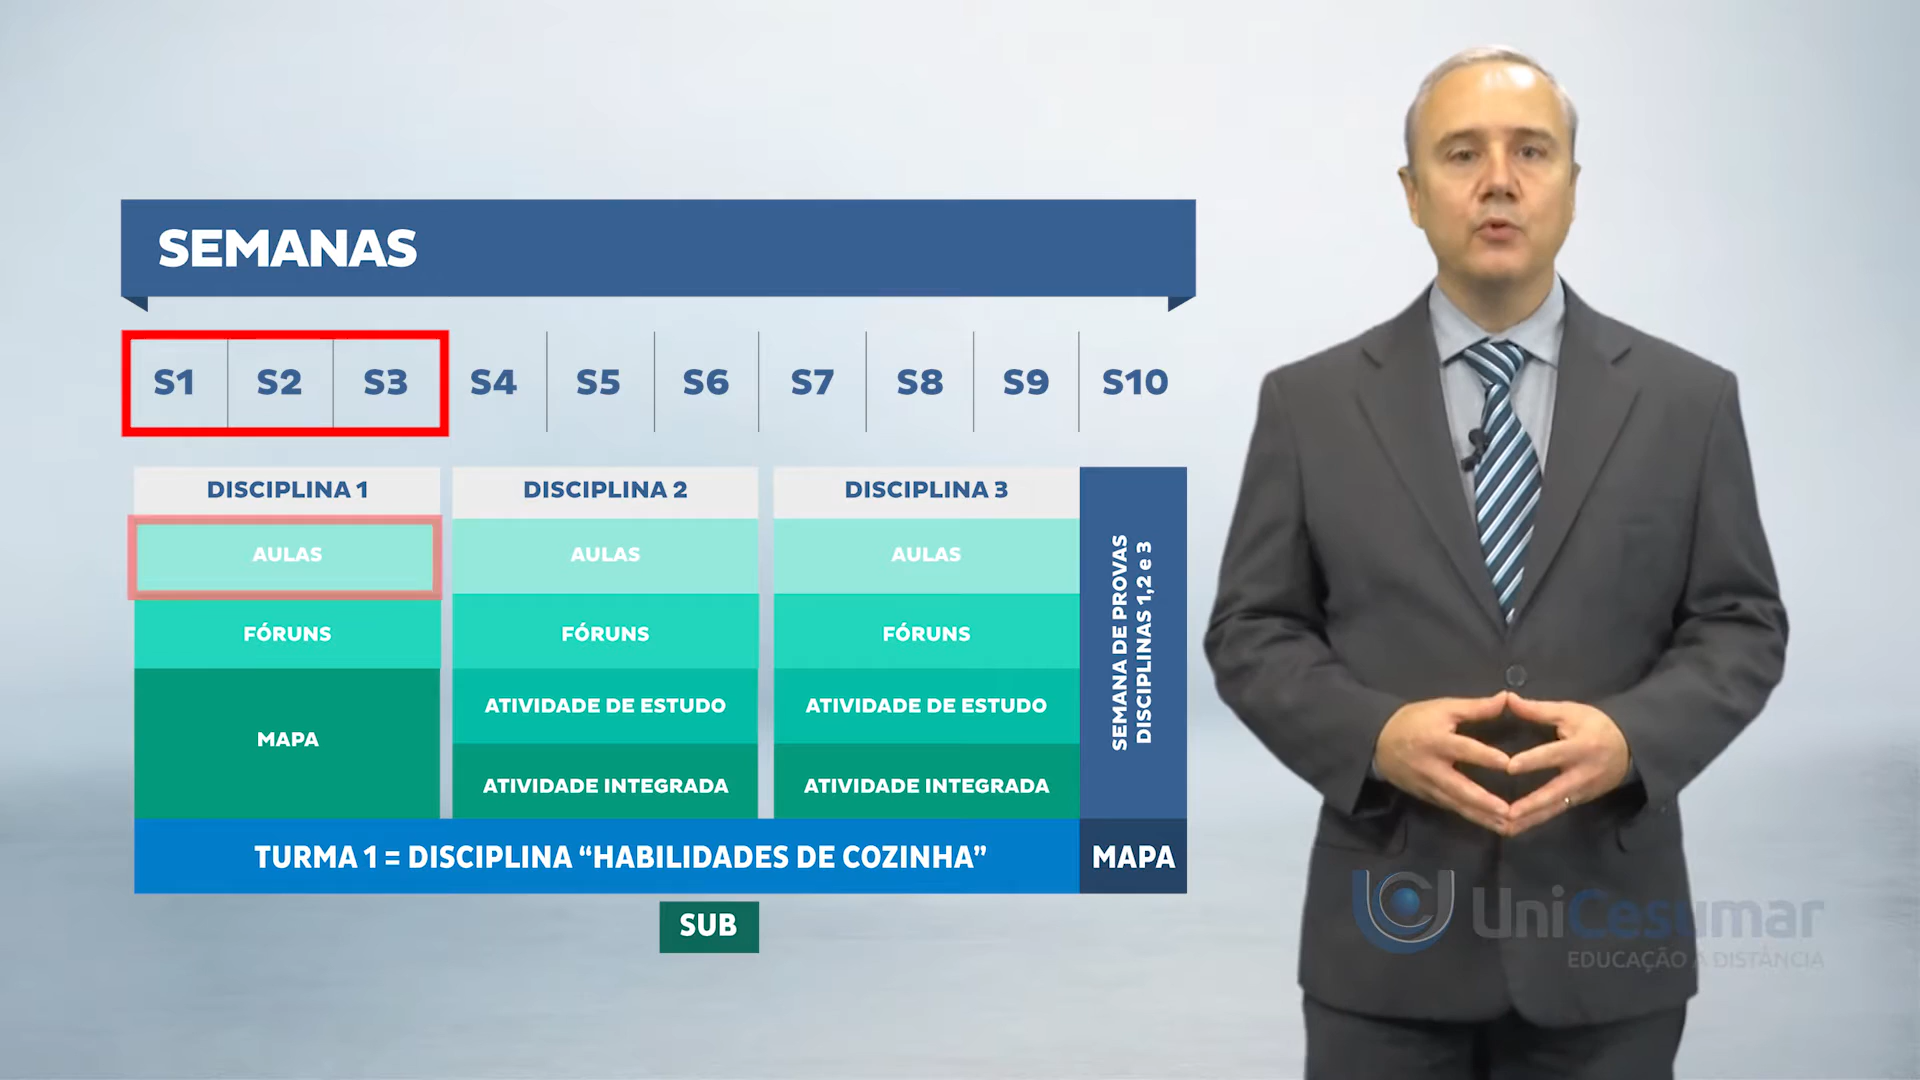 SEMANAS
S1 S2 S3 S4 S5 S6 S7 S8 S9 S10
DISCIPLINA 1
AULAS
FÓRUNS
MAPA
DISCIPLINA 2
AULAS
FÓRUNS
ATIVIDADE DE ESTUDO
ATIVIDADE INTEGRADA
DISCIPLINA 3
AULAS
FÓRUNS
ATIVIDADE DE ESTUDO
ATIVIDADE INTEGRADA
SEMANA DE PROVAS
DISCIPLINAS 1,2 e 3
TURMA 1 = DISCIPLINA “HABILIDADES DE COZINHA”
MAPA
SUB
UniCesumar
EDUCAÇÃO A DISTÂNCIA